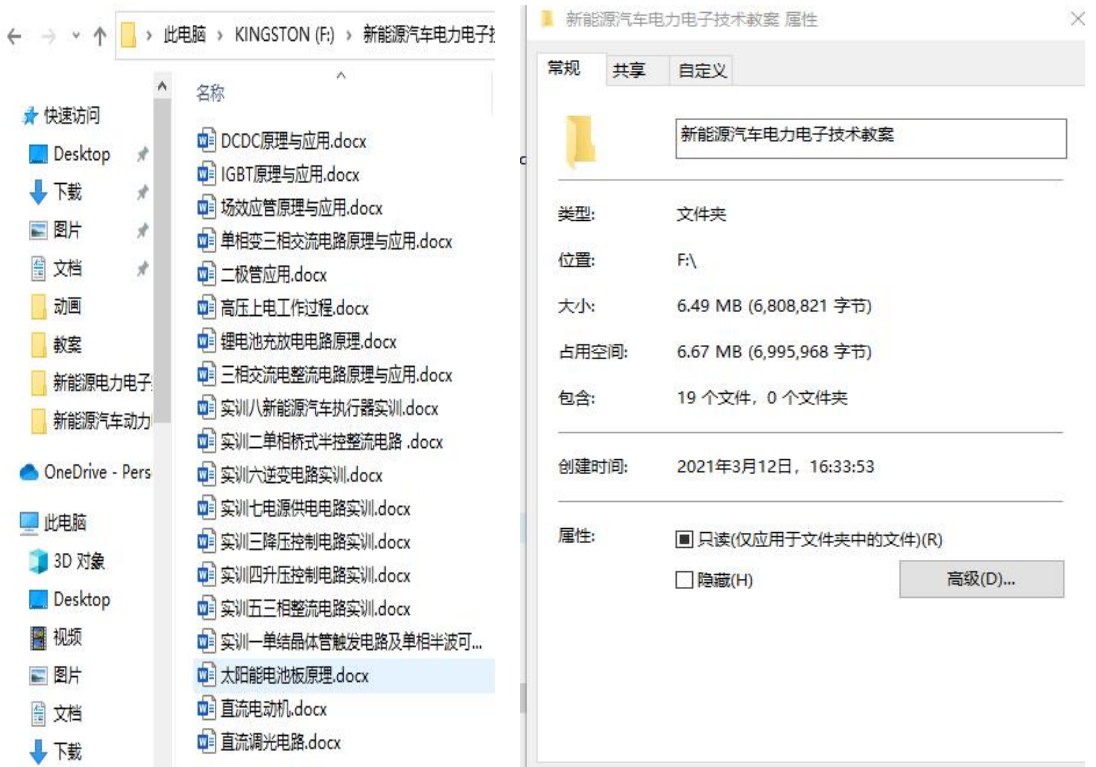 此电脑 › KINGSTON (F:) › 新能源汽车电力电子
名称
快速访问
Desktop
下载
图片
文档
动画
教案
新能源电力电子
新能源汽车动力
OneDrive - Pers
此电脑
3D 对象
Desktop
视频
图片
文档
下载
DCDC原理与应用.docx
IGBT原理与应用.docx
场效应管原理与应用.docx
单相变三相交流电路原理与应用.docx
二极管应用.docx
高压上电工作过程.docx
锂电池充放电电路原理.docx
三相交流电整流电路原理与应用.docx
实训八新能源汽车执行器实训.docx
实训二单相桥式半控整流电路 .docx
实训六逆变电路实训.docx
实训七电源供电电路实训.docx
实训三降压控制电路实训.docx
实训四升压控制电路实训.docx
实训五三相整流电路实训.docx
实训一单结晶体管触发电路及单相半波可...
太阳能电池板原理.docx
直流电动机.docx
直流调光电路.docx
新能源汽车电力电子技术教案 属性
常规 共享 自定义
新能源汽车电力电子技术教案
类型: 文件夹
位置: F:\
大小: 6.49 MB (6,808,821 字节)
占用空间: 6.67 MB (6,995,968 字节)
包含: 19 个文件，0 个文件夹
创建时间: 2021年3月12日，16:33:53
属性: 只读(仅应用于文件夹中的文件)(R)
隐藏(H) 高级(D)...